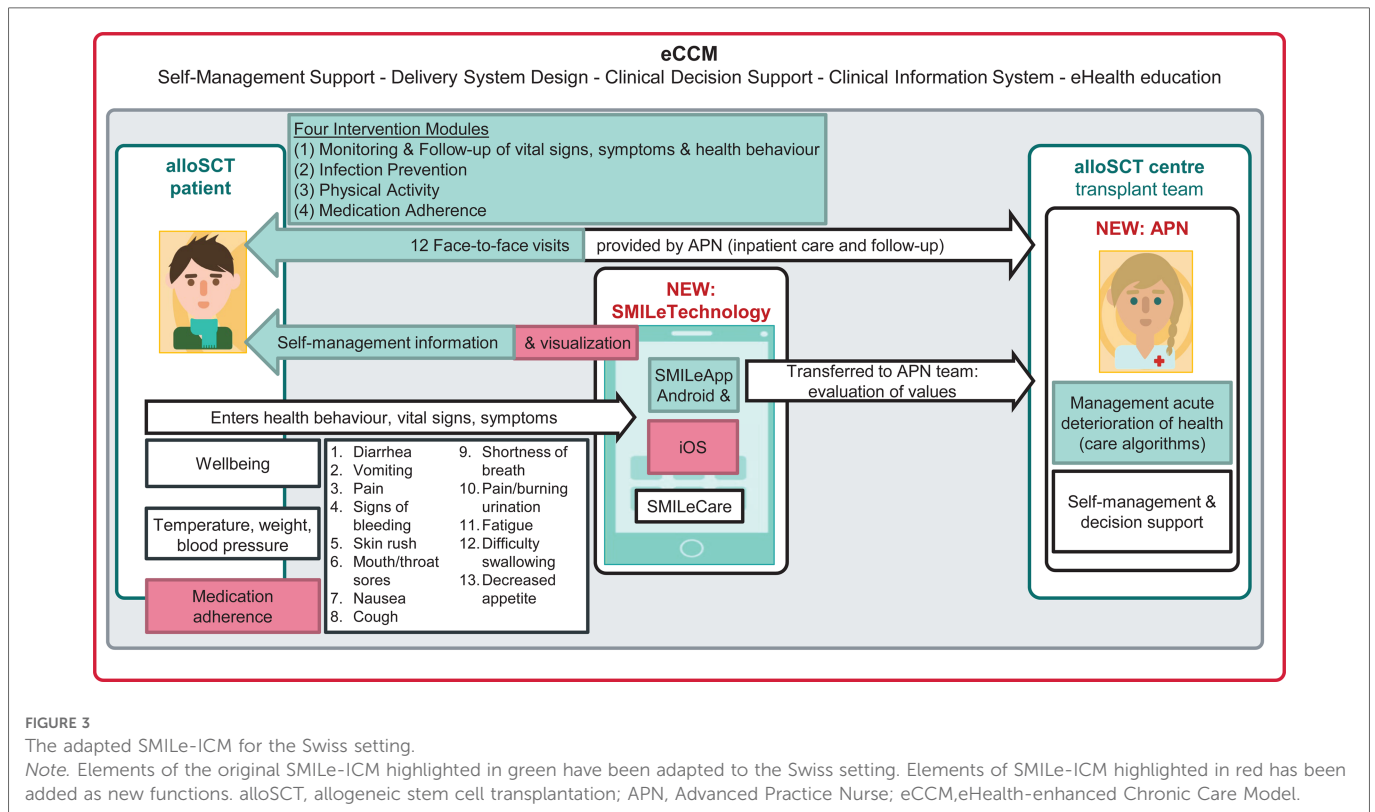 eCCM
Self-Management Support - Delivery System Design - Clinical Decision Support - Clinical Information System - eHealth education
Four Intervention Modules
(1) Monitoring & Follow-up of vital signs, symptoms & health behaviour
(2) Infection Prevention
(3) Physical Activity
(4) Medication Adherence
alloSCT
patient
alloSCT centre
transplant team
12 Face-to-face visits
provided by APN (inpatient care and follow-up)
NEW: APN
NEW:
SMILeTechnology
Self-management information
& visualization
SMILeApp
Android &
iOS
SMILeCare
Transferred to APN team:
evaluation of values
Management acute
deterioration of health
(care algorithms)
Self-management &
decision support
Enters health behaviour, vital signs, symptoms
Wellbeing
Temperature, weight,
blood pressure
Medication
adherence
1. Diarrhea
2. Vomiting
3. Pain
4. Signs of
bleeding
5. Skin rush
6. Mouth/throat
sores
7. Nausea
8. Cough
9. Shortness of
breath
10. Pain/burning
urination
11. Fatigue
12. Difficulty
swallowing
13. Decreased
appetite
FIGURE 3
The adapted SMILe-ICM for the Swiss setting.
Note. Elements of the original SMILe-ICM highlighted in green have been adapted to the Swiss setting. Elements of SMILe-ICM highlighted in red has been
added as new functions. alloSCT, allogeneic stem cell transplantation; APN, Advanced Practice Nurse; eCCM,eHealth-enhanced Chronic Care Model.